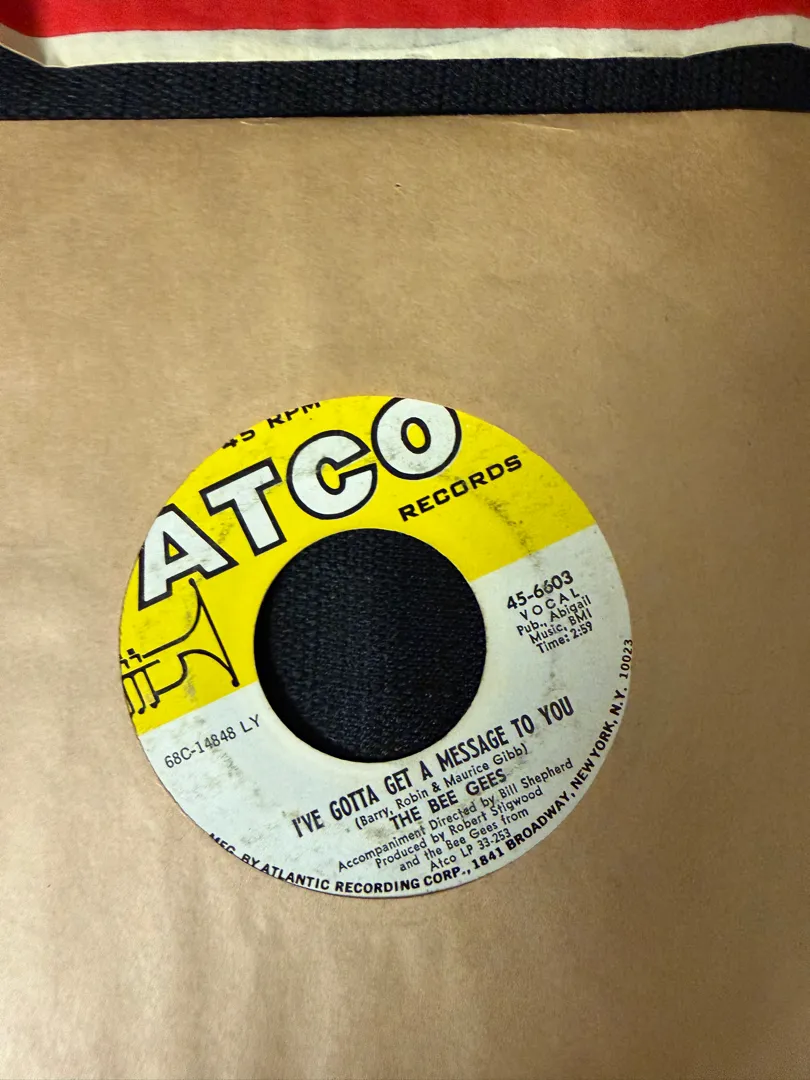 45 RPM
ATCO
RECORDS
45-6603
VOCAL
Pub., Abigail
Music, BMI
Time: 2:59
68C-14848 LY
I'VE GOTTA GET A MESSAGE TO YOU
(Barry, Robin & Maurice Gibb)
THE BEE GEES
Accompaniment Directed by Bill Shepherd
Produced by Robert Stigwood
and the Bee Gees from
Atco LP 33-253
MFG. BY ATLANTIC RECORDING CORP., 1841 BROADWAY, NEW YORK, N.Y. 10023